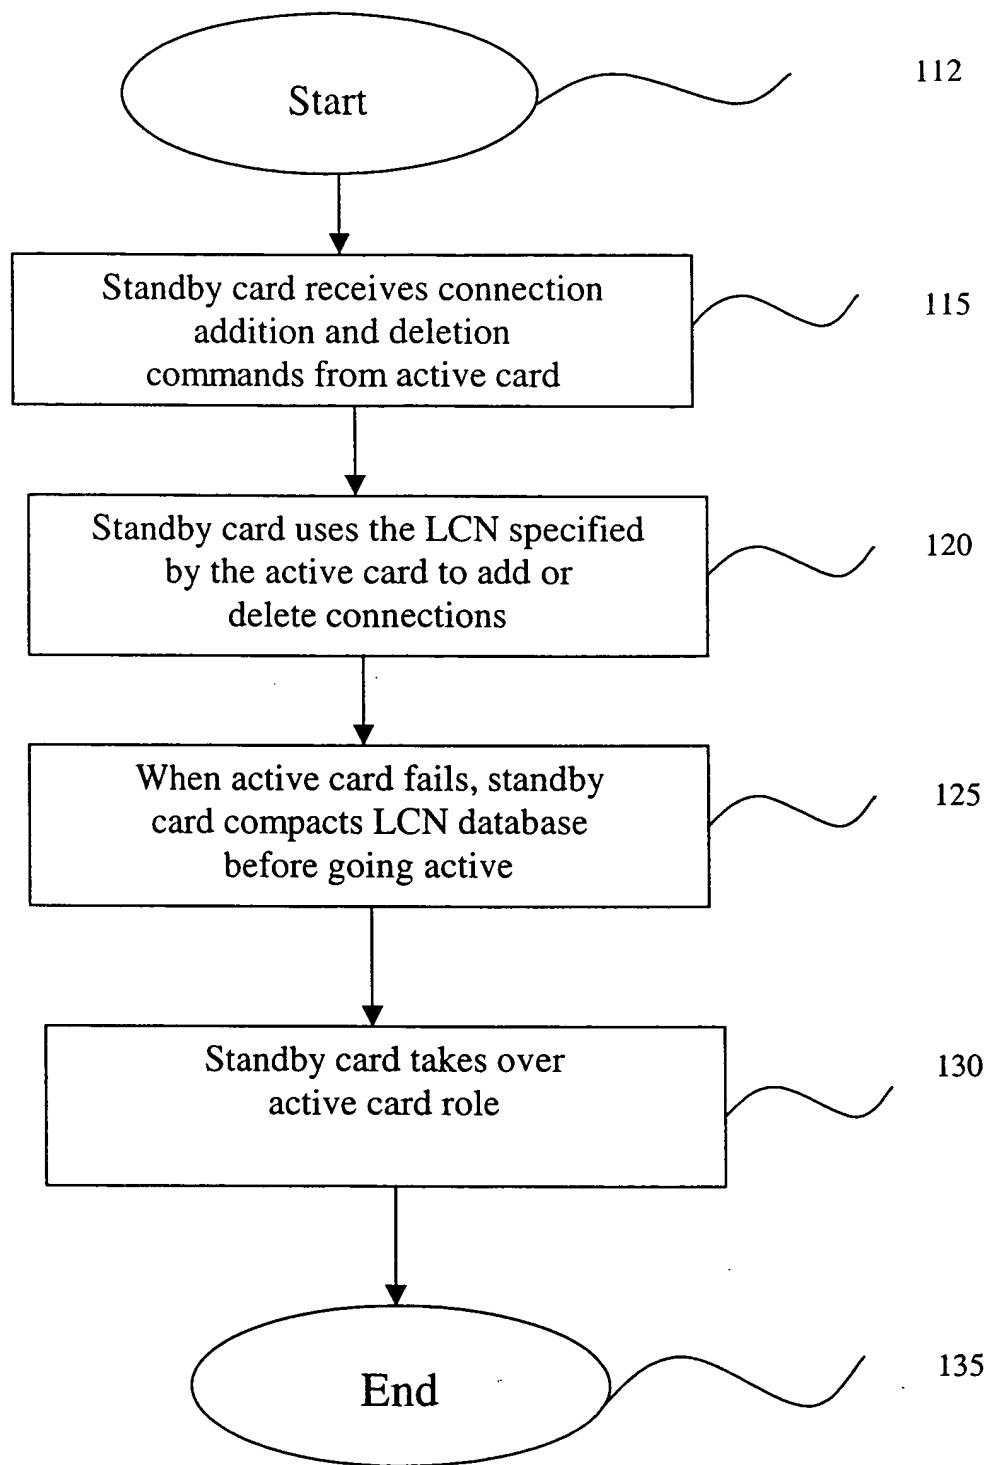 Start
112
Standby card receives connection
addition and deletion
commands from active card
115
Standby card uses the LCN specified
by the active card to add or
delete connections
120
When active card fails, standby
card compacts LCN database
before going active
125
Standby card takes over
active card role
130
End
135